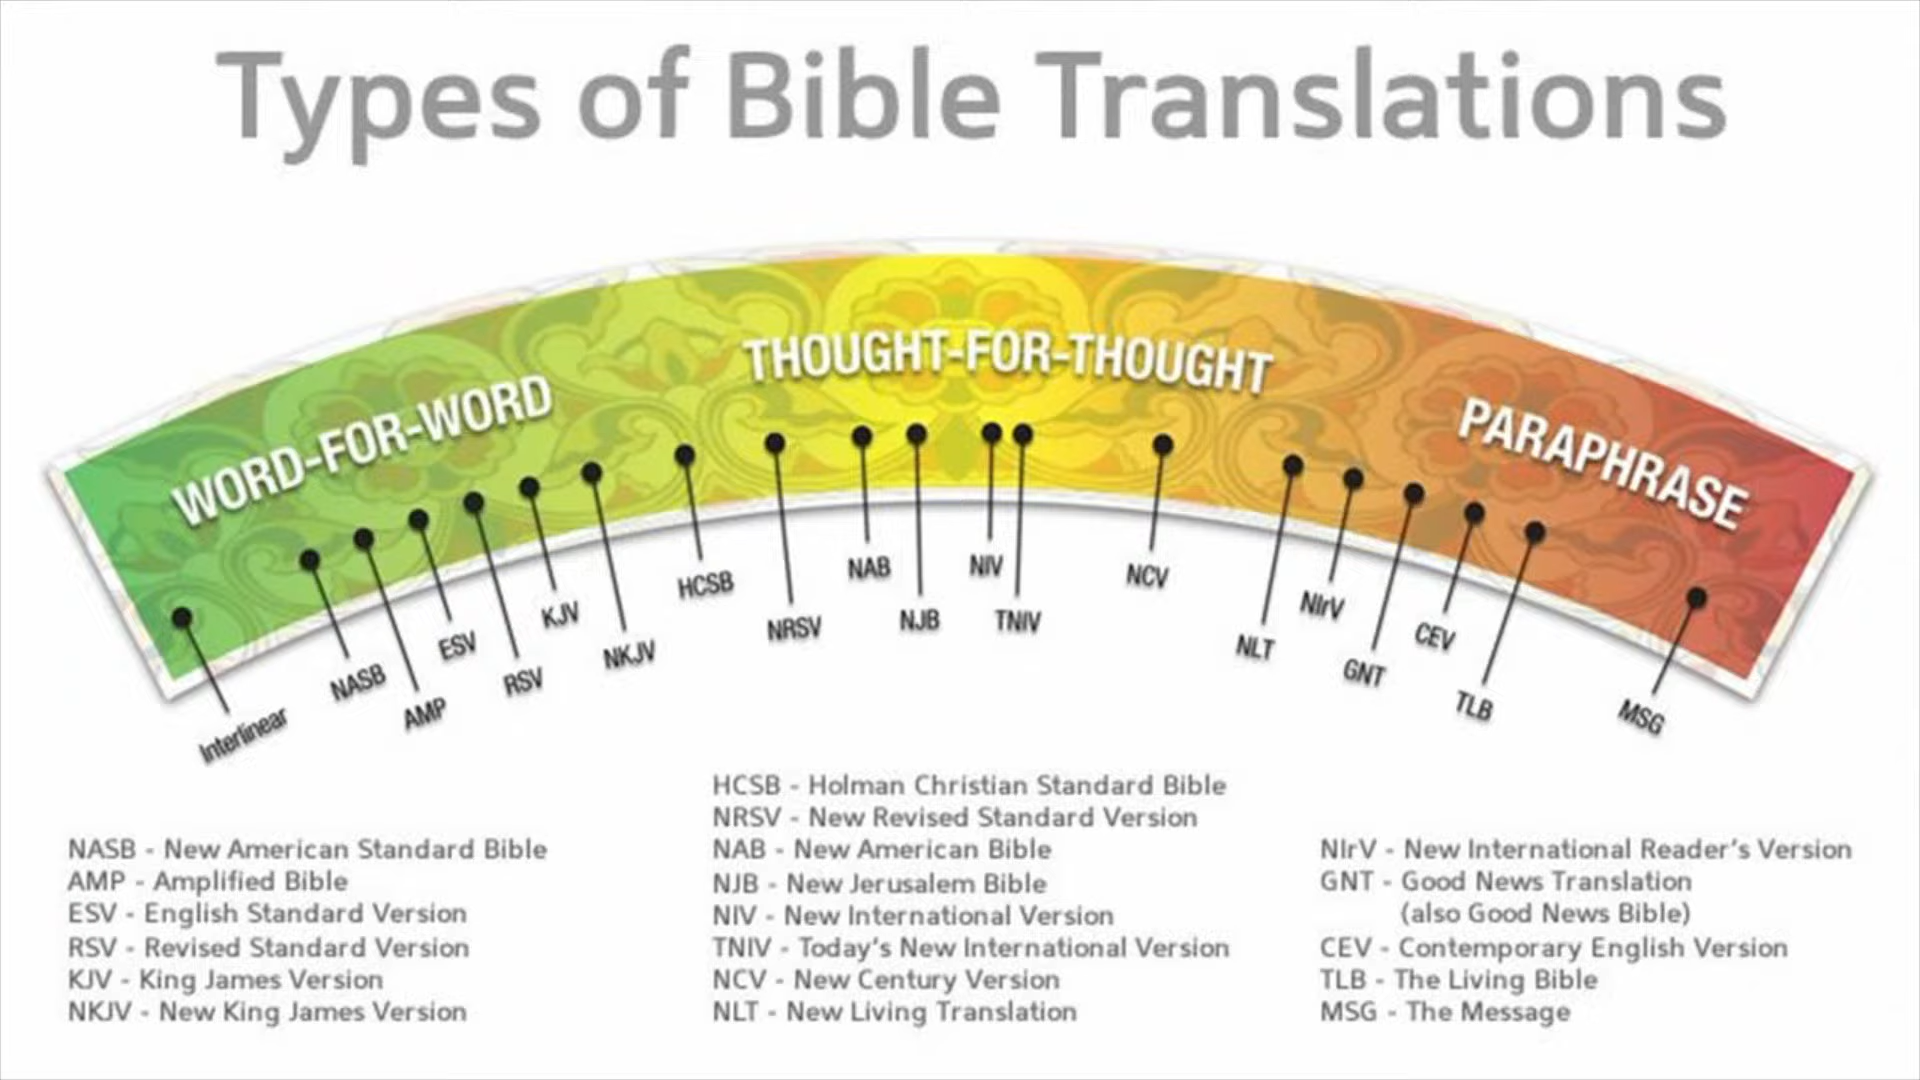 Types of Bible Translations
WORD-FOR-WORD
THOUGHT-FOR-THOUGHT
PARAPHRASE
Interlinear
NASB
AMP
ESV
RSV
KJV
NKJV
HCSB
NRSV
NAB
NJB
NIV
TNIV
NCV
NLT
NIrV
GNT
CEV
TLB
MSG
NASB - New American Standard Bible
AMP - Amplified Bible
ESV - English Standard Version
RSV - Revised Standard Version
KJV - King James Version
NKJV - New King James Version
HCSB - Holman Christian Standard Bible
NRSV - New Revised Standard Version
NAB - New American Bible
NJB - New Jerusalem Bible
NIV - New International Version
TNIV - Today's New International Version
NCV - New Century Version
NLT - New Living Translation
NIrV - New International Reader's Version
GNT - Good News Translation
(also Good News Bible)
CEV - Contemporary English Version
TLB - The Living Bible
MSG - The Message